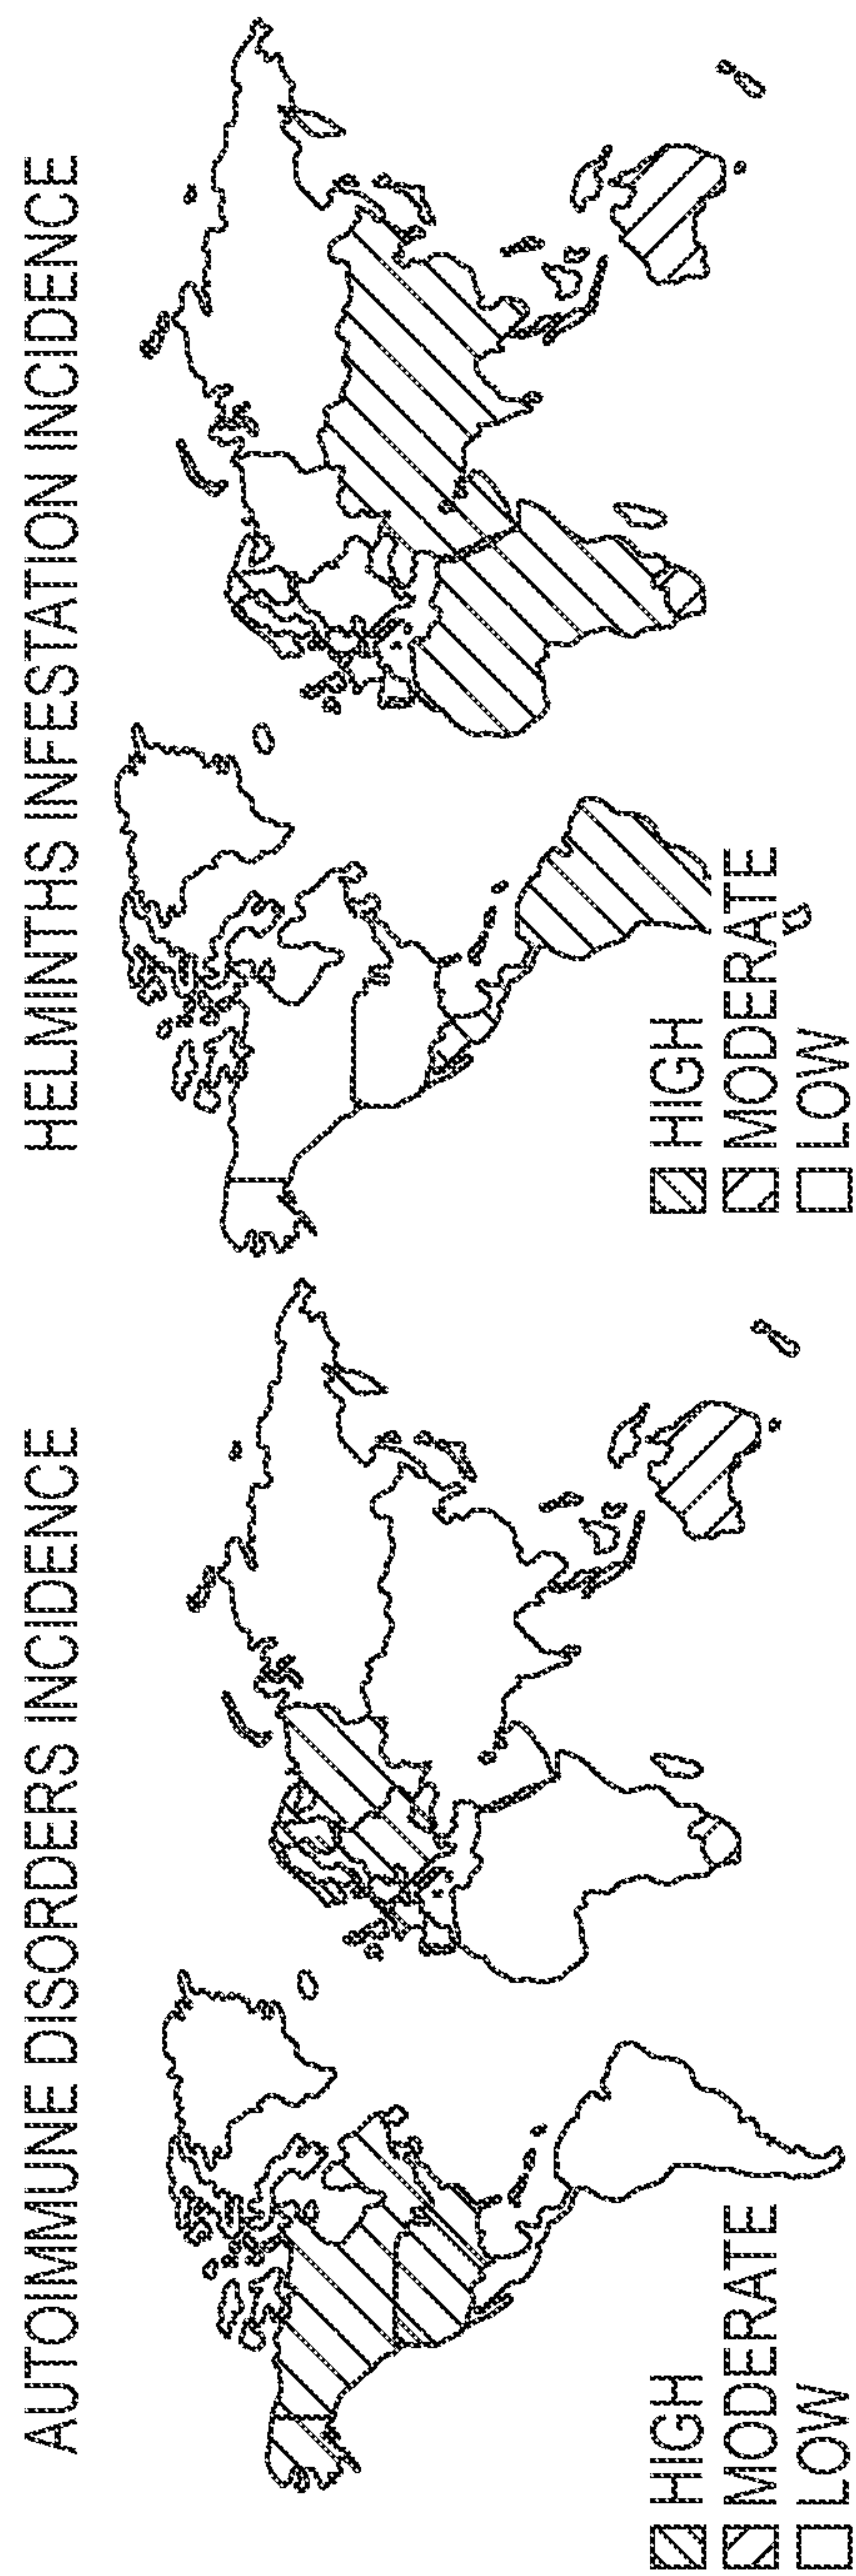 AUTOIMMUNE DISORDERS INCIDENCE
HIGH
MODERATE
LOW
HELMINTHS INFESTATION INCIDENCE
HIGH
MODERATE
LOW